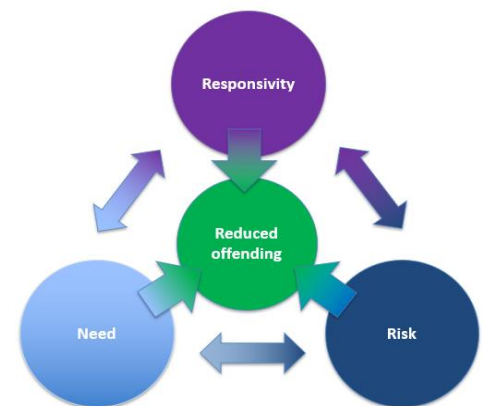 Responsivity
Reduced
offending
Need
Risk